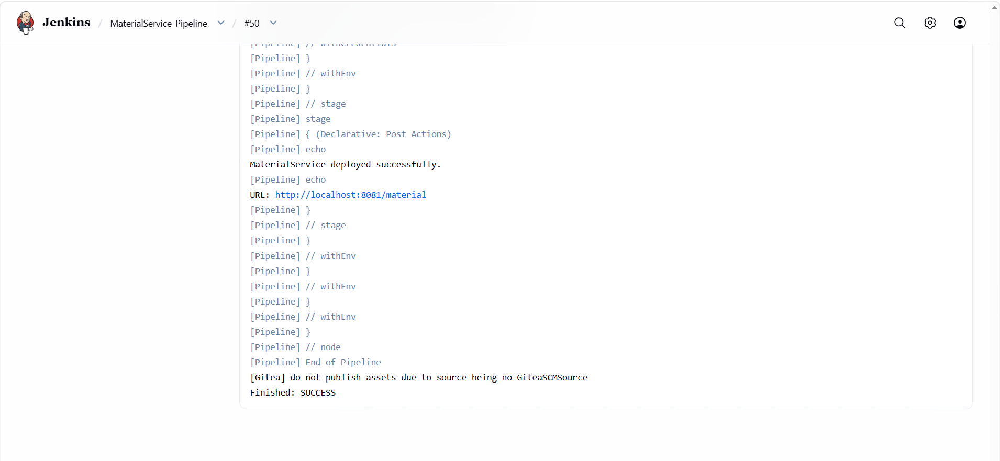 Jenkins / MaterialService-Pipeline / #50
[Pipeline] // withCredentials
[Pipeline] }
[Pipeline] // withEnv
[Pipeline] }
[Pipeline] // stage
[Pipeline] stage
[Pipeline] { (Declarative: Post Actions)
[Pipeline] echo
MaterialService deployed successfully.
[Pipeline] echo
URL: http://localhost:8081/material
[Pipeline] }
[Pipeline] // stage
[Pipeline] }
[Pipeline] // withEnv
[Pipeline] }
[Pipeline] // withEnv
[Pipeline] }
[Pipeline] // withEnv
[Pipeline] }
[Pipeline] // node
[Pipeline] End of Pipeline
[Gitea] do not publish assets due to source being no GiteaSCMSource
Finished: SUCCESS